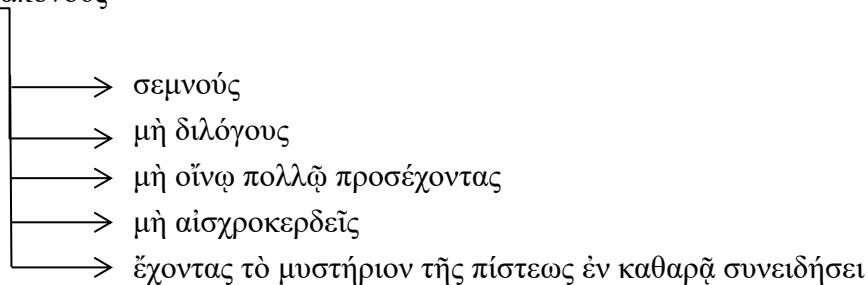 σεμνούς
μὴ διλόγους
μὴ οἴνῳ πολλῷ προσέχοντας
μὴ αἰσχροκερδεῖς
ἔχοντας τὸ μυστήριον τῆς πίστεως ἐν καθαρᾷ συνειδήσει